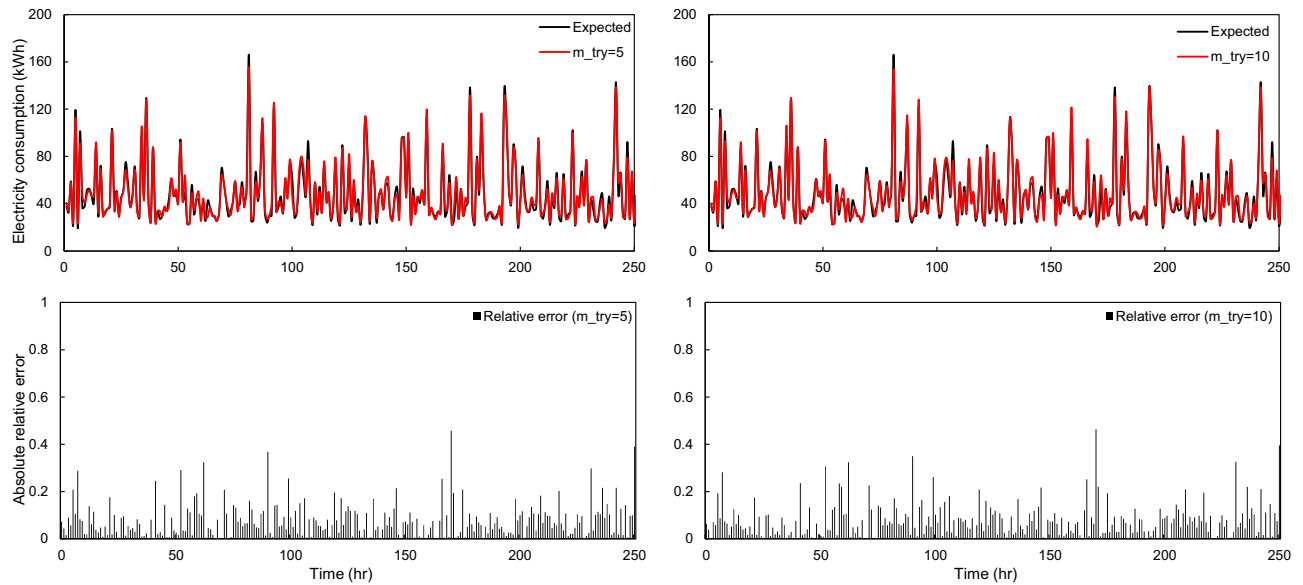 200
160
120
80
40
0
Electricity consumption (kWh)
Expected
m_try=5
0 50 100 150 200 250
200
160
120
80
40
0
Expected
m_try=10
0 50 100 150 200 250
1
0.8
0.6
0.4
0.2
0
Absolute relative error
Relative error (m_try=5)
0 50 100 150 200 250
Time (hr)
1
0.8
0.6
0.4
0.2
0
Relative error (m_try=10)
0 50 100 150 200 250
Time (hr)